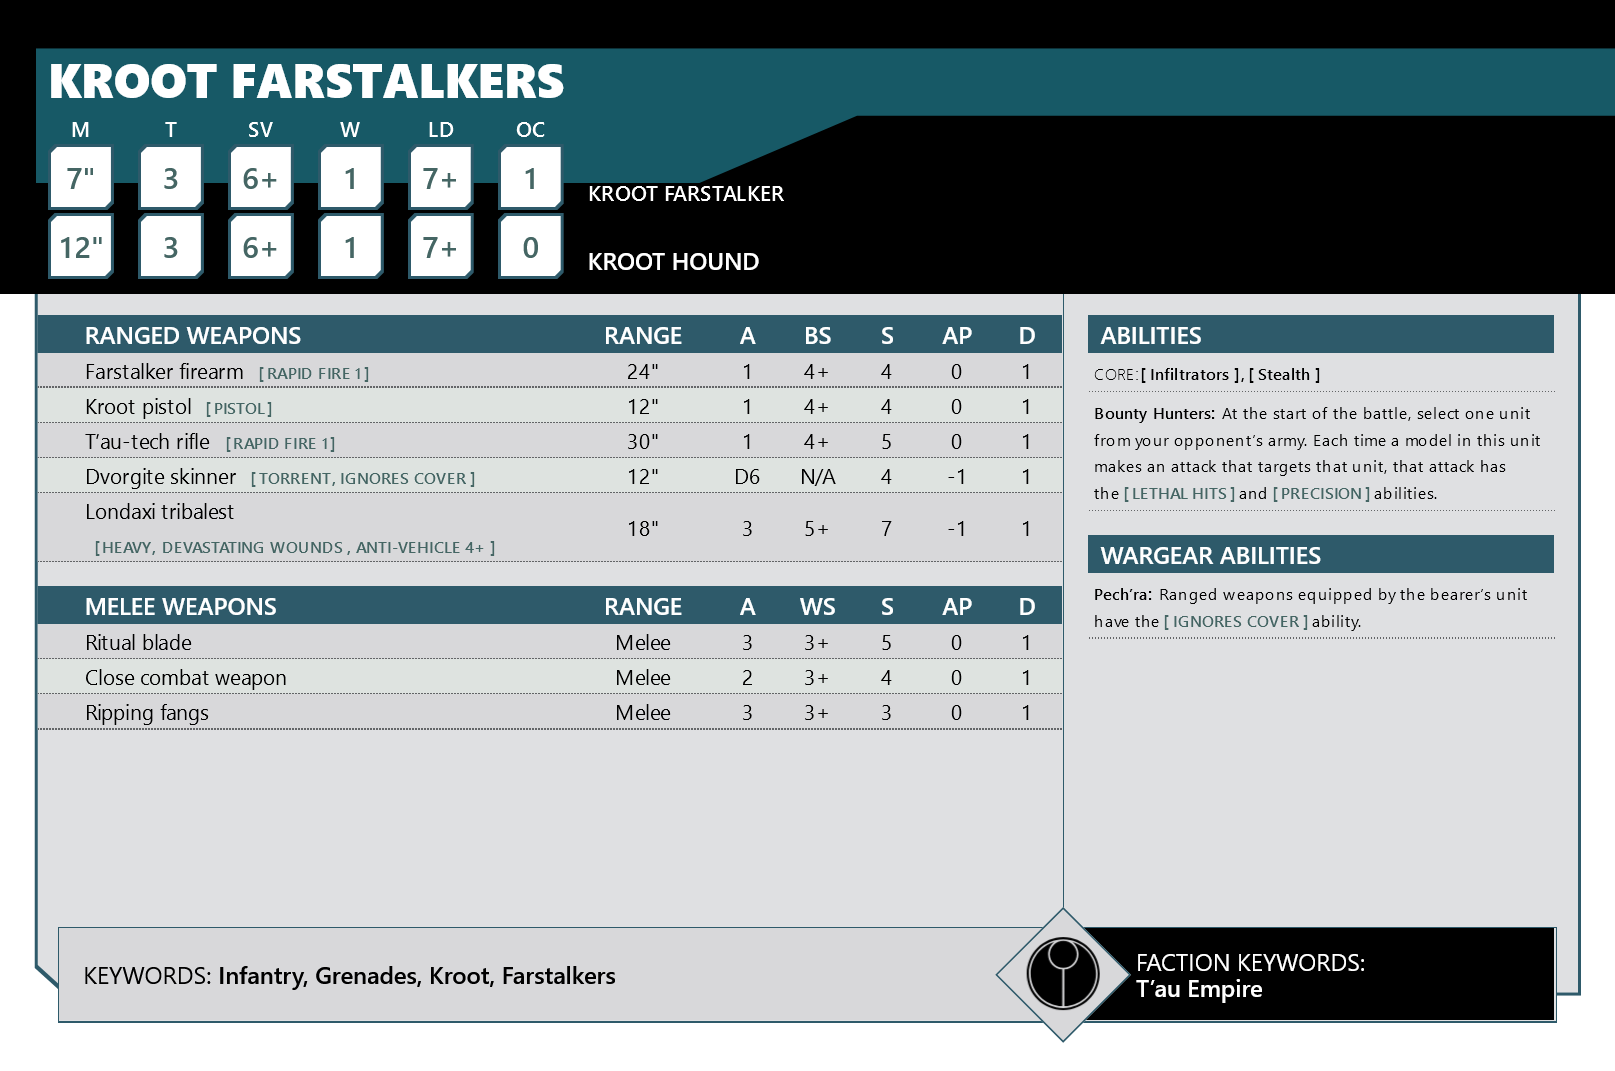 KROOT FARSTALKERS
M T SV W LD OC
7" 3 6+ 1 7+ 1 KROOT FARSTALKER
12" 3 6+ 1 7+ 0 KROOT HOUND
RANGED WEAPONS RANGE A BS S AP D
Farstalker firearm [RAPID FIRE 1] 24" 1 4+ 4 0 1
Kroot pistol [PISTOL] 12" 1 4+ 4 0 1
T’au-tech rifle [RAPID FIRE 1] 30" 1 4+ 5 0 1
Dvorgite skinner [TORRENT, IGNORES COVER] 12" D6 N/A 4 -1 1
Londaxi tribalest 18" 3 5+ 7 -1 1
[HEAVY, DEVASTATING WOUNDS, ANTI-VEHICLE 4+]
MELEE WEAPONS RANGE A WS S AP D
Ritual blade Melee 3 3+ 5 0 1
Close combat weapon Melee 2 3+ 4 0 1
Ripping fangs Melee 3 3+ 3 0 1
ABILITIES
CORE: [Infiltrators], [Stealth]
Bounty Hunters: At the start of the battle, select one unit
from your opponent’s army. Each time a model in this unit
makes an attack that targets that unit, that attack has
the [LETHAL HITS] and [PRECISION] abilities.
WARGEAR ABILITIES
Pech’ra: Ranged weapons equipped by the bearer’s unit
have the [IGNORES COVER] ability.
KEYWORDS: Infantry, Grenades, Kroot, Farstalkers
FACTION KEYWORDS:
T’au Empire